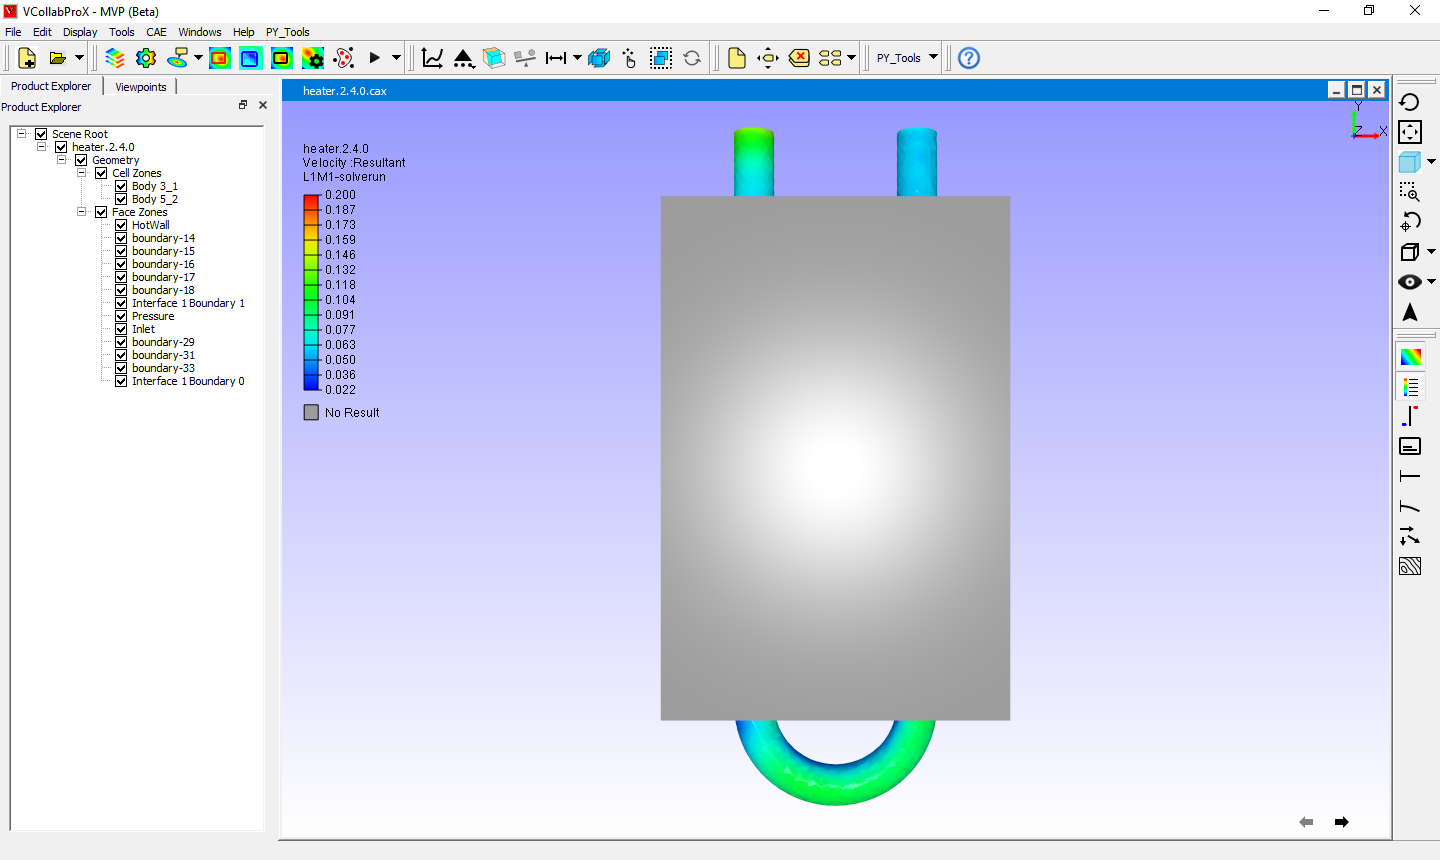 VCollabProX - MVP (Beta)
File Edit Display Tools CAE Windows Help PY_Tools
PY_Tools
Product Explorer Viewpoints
Product Explorer
Scene Root
heater.2.4.0
Geometry
Cell Zones
Body 3_1
Body 5_2
Face Zones
HotWall
boundary-14
boundary-15
boundary-16
boundary-17
boundary-18
Interface 1 Boundary 1
Pressure
Inlet
boundary-29
boundary-31
boundary-33
Interface 1 Boundary 0
heater.2.4.0.cax
Y
Z X
heater.2.4.0
Velocity :Resultant
L1M1-solverun
0.200
0.187
0.173
0.159
0.146
0.132
0.118
0.104
0.091
0.077
0.063
0.050
0.036
0.022
No Result